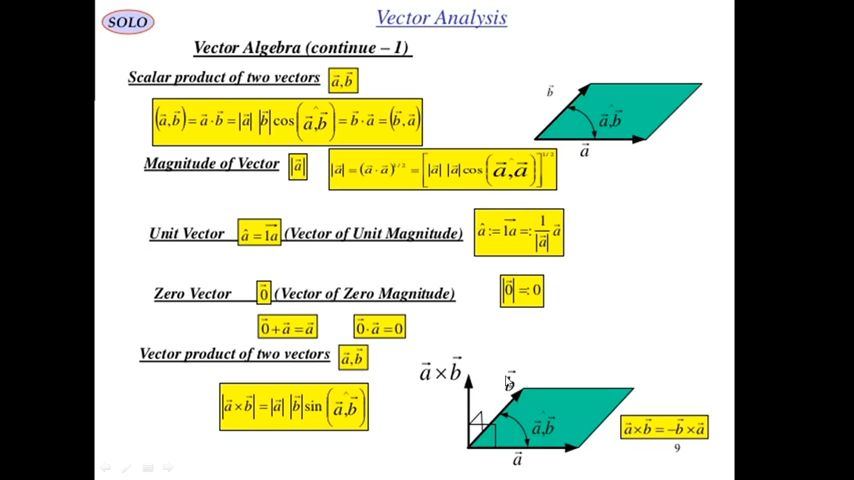 SOLO
Vector Analysis
Vector Algebra (continue – 1)
Scalar product of two vectors a⃗,b⃗
(a⃗,b⃗) = a⃗·b⃗ = |a⃗| |b⃗| cos(a⃗,^b⃗) = b⃗·a⃗ = (b⃗,a⃗)
b⃗
a⃗,^b⃗
a⃗
Magnitude of Vector |a⃗|
|a⃗| = (a⃗·a⃗)^1/2 = [|a⃗| |a⃗| cos(a⃗,^a⃗)]^1/2
Unit Vector â = 1a⃗ (Vector of Unit Magnitude)
â := 1a⃗ =: 1/|a⃗| a⃗
Zero Vector 0⃗ (Vector of Zero Magnitude)
|0⃗| =: 0
0⃗ + a⃗ = a⃗
0⃗·a⃗ = 0
Vector product of two vectors a⃗,b⃗
|a⃗×b⃗| = |a⃗| |b⃗| sin(a⃗,^b⃗)
a⃗×b⃗
b⃗
a⃗,^b⃗
a⃗
a⃗×b⃗ = −b⃗×a⃗
9